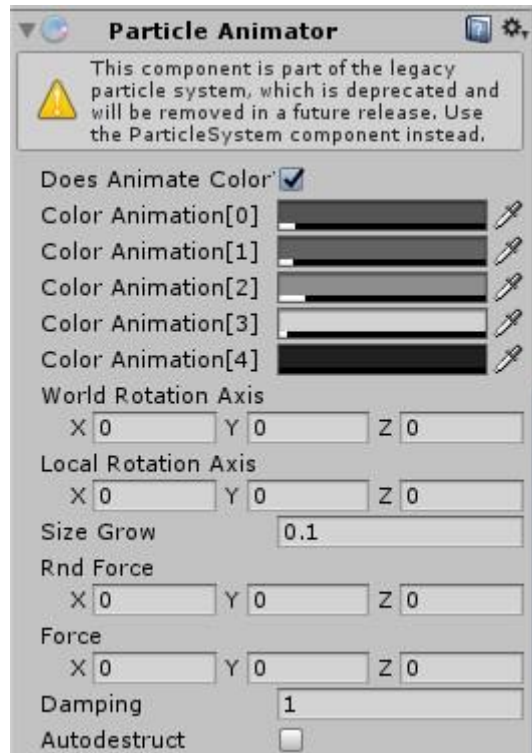 Particle Animator
This component is part of the legacy
particle system, which is deprecated and
will be removed in a future release. Use
the ParticleSystem component instead.
Does Animate Color
Color Animation[0]
Color Animation[1]
Color Animation[2]
Color Animation[3]
Color Animation[4]
World Rotation Axis
X 0 Y 0 Z 0
Local Rotation Axis
X 0 Y 0 Z 0
Size Grow 0.1
Rnd Force
X 0 Y 0 Z 0
Force
X 0 Y 0 Z 0
Damping 1
Autodestruct